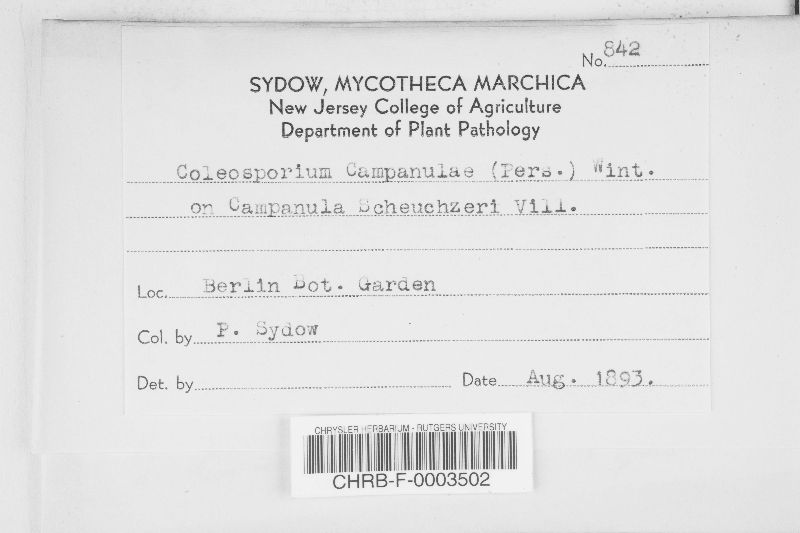 No. 842
SYDOW, MYCOTHECA MARCHICA
New Jersey College of Agriculture
Department of Plant Pathology
Coleosporium Campanulae (Pers.) Wint.
on Campanula Scheuchzeri Vill.
Loc. Berlin Bot. Garden
Col. by P. Sydow
Det. by Date Aug. 1893.
CHRYSLER HERBARIUM - RUTGERS UNIVERSITY
CHRB-F-0003502